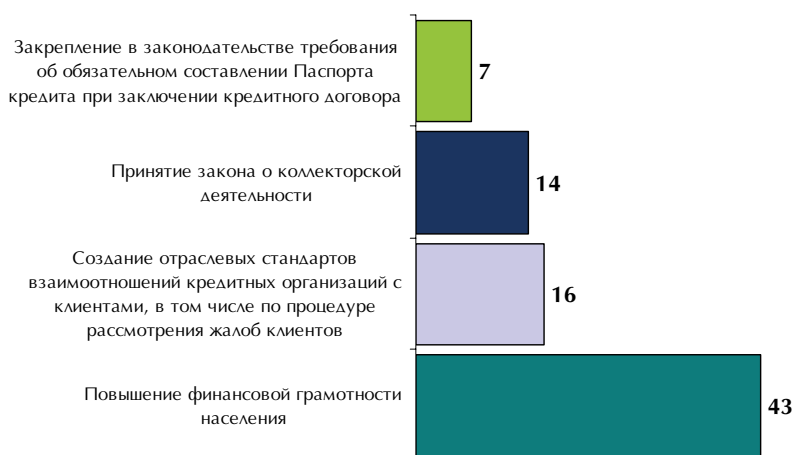 Закрепление в законодательстве требования
об обязательном составлении Паспорта
кредита при заключении кредитного договора
7
Принятие закона о коллекторской
деятельности
14
Создание отраслевых стандартов
взаимоотношений кредитных организаций с
клиентами, в том числе по процедуре
рассмотрения жалоб клиентов
16
Повышение финансовой грамотности
населения
43